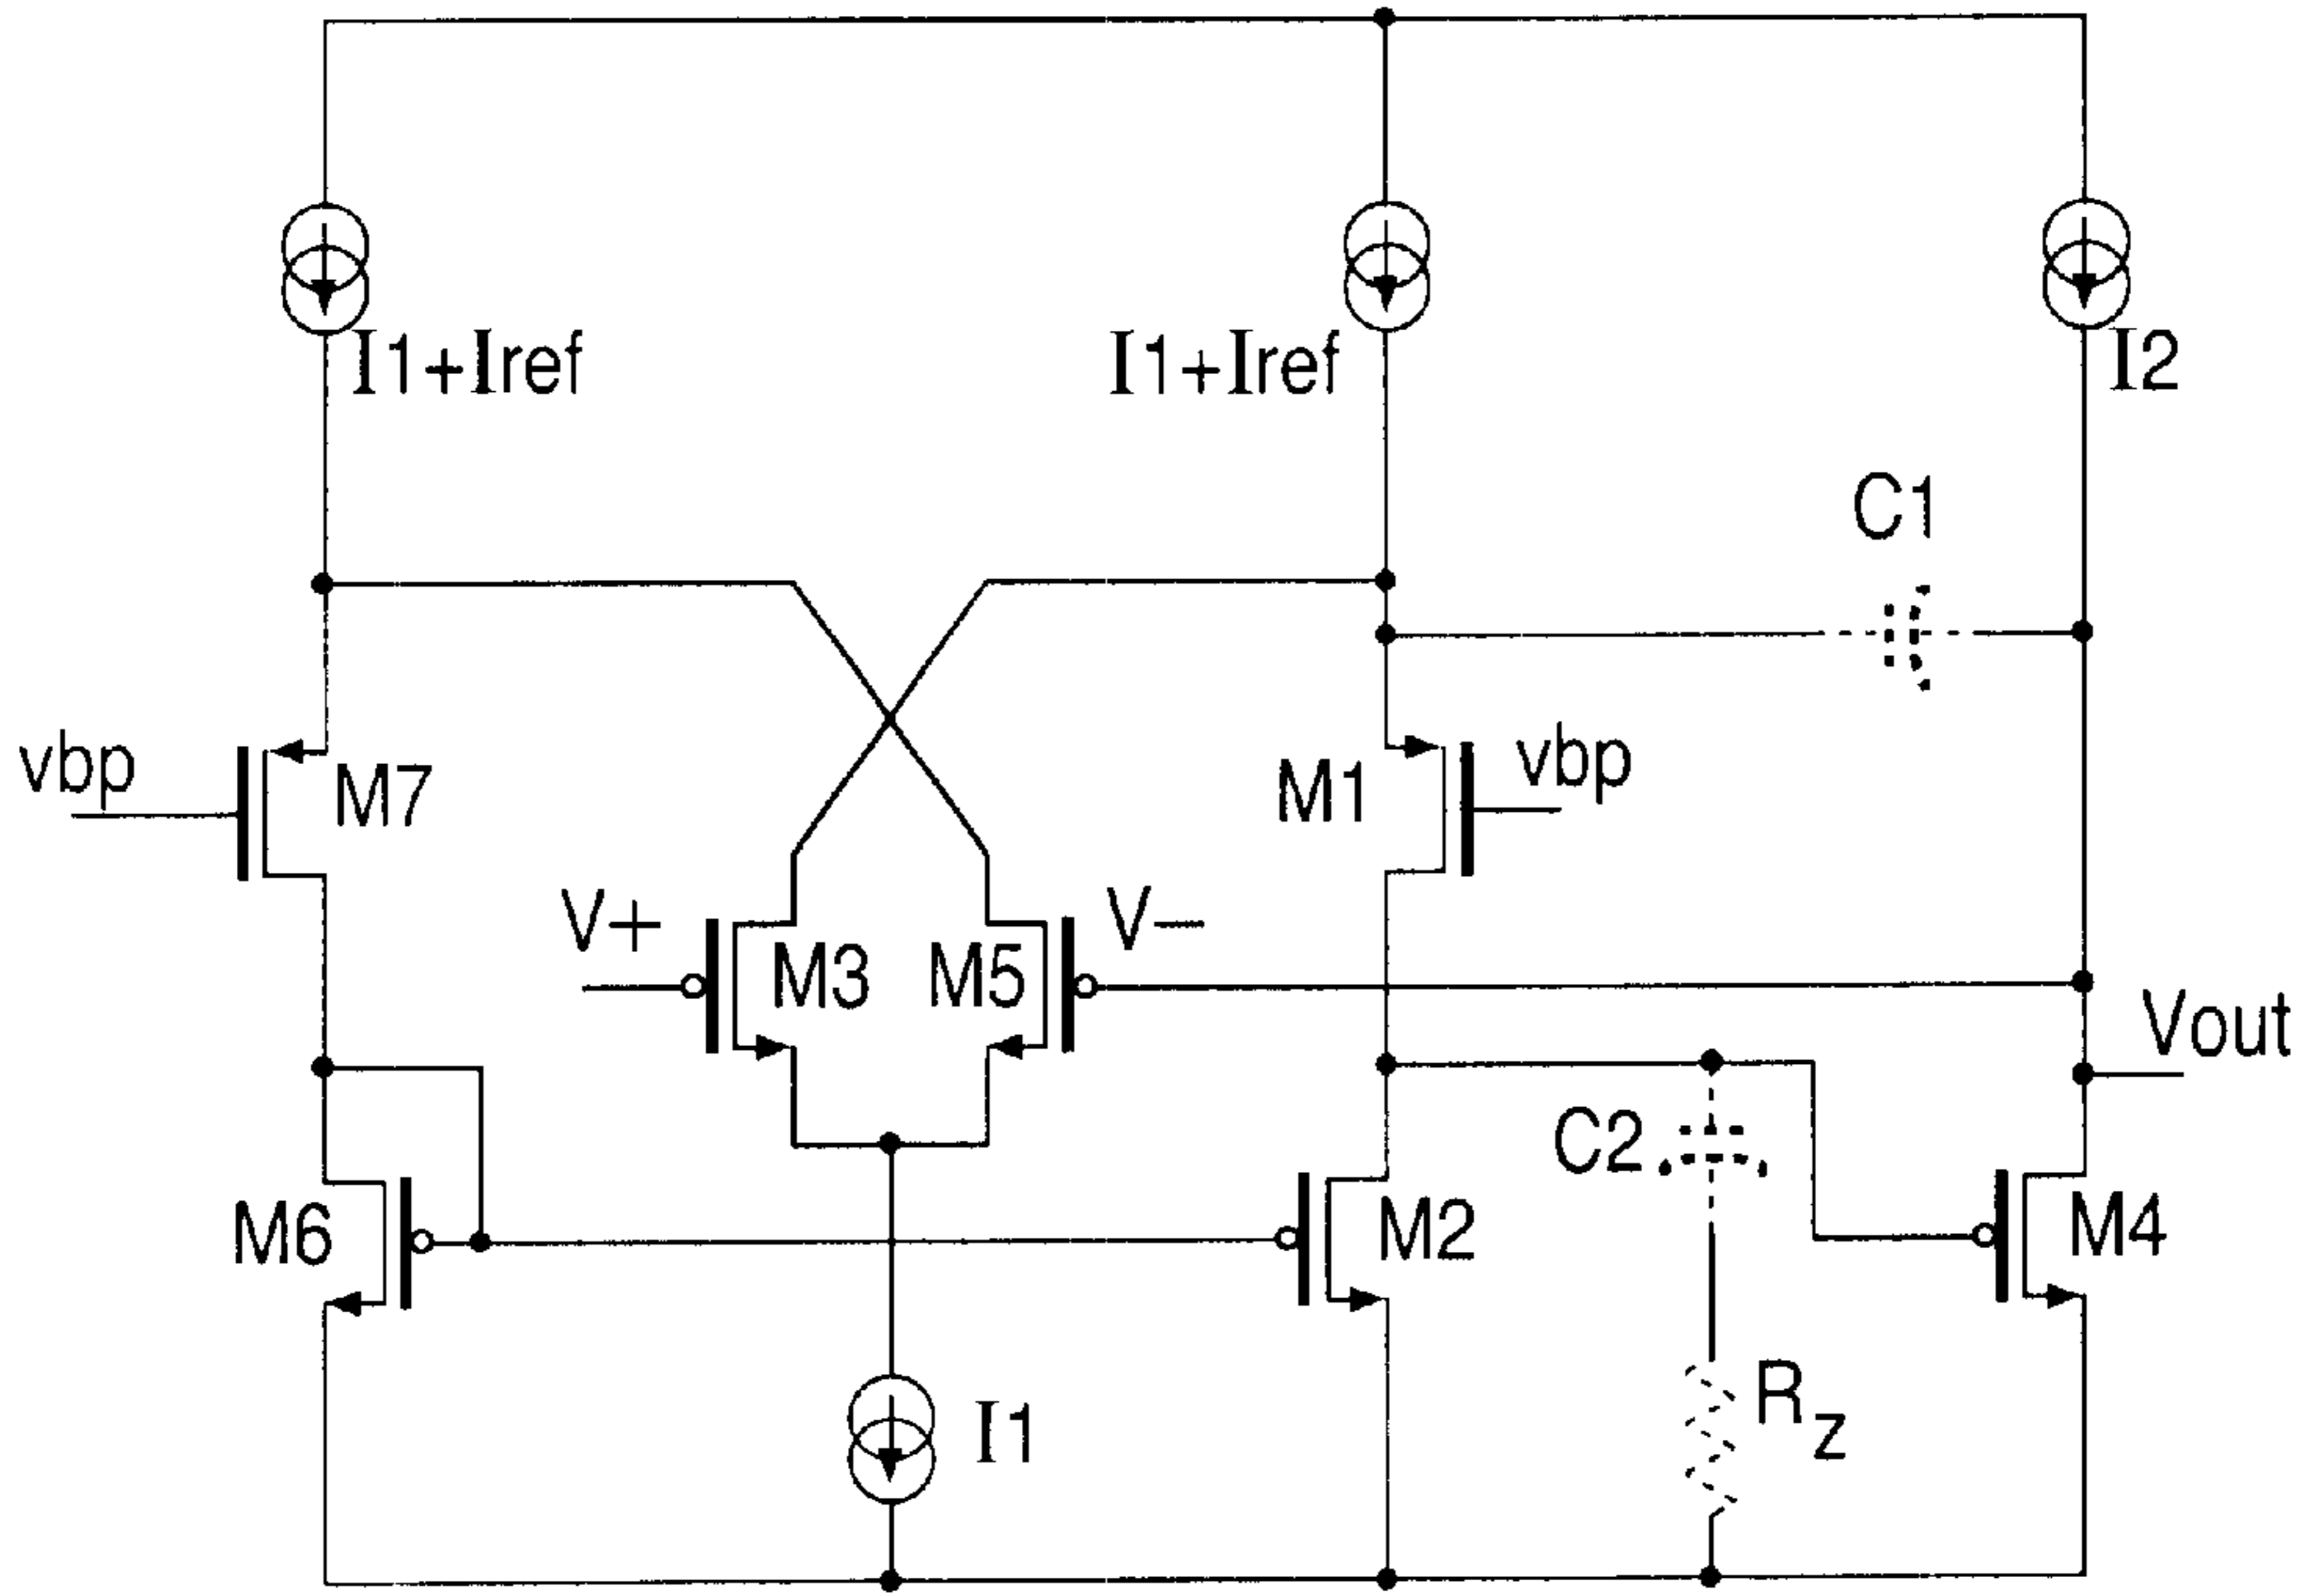 I1+Iref
I1+Iref
I2
C1
vbp
M7
M1
vbp
V+
M3
M5
V−
Vout
C2
M6
M2
M4
I1
Rz